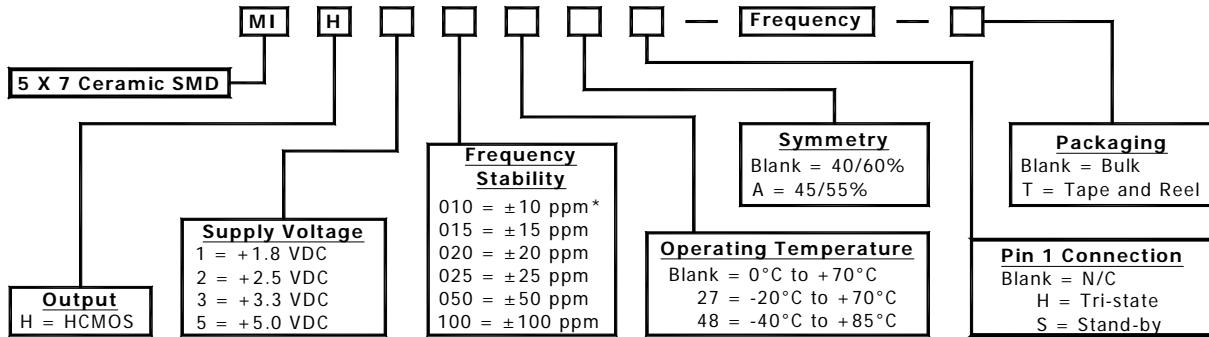 MI H — Frequency —
5 X 7 Ceramic SMD
Output
H = HCMOS
Supply Voltage
1 = +1.8 VDC
2 = +2.5 VDC
3 = +3.3 VDC
5 = +5.0 VDC
Frequency
Stability
010 = ±10 ppm*
015 = ±15 ppm
020 = ±20 ppm
025 = ±25 ppm
050 = ±50 ppm
100 = ±100 ppm
Symmetry
Blank = 40/60%
A = 45/55%
Operating Temperature
Blank = 0°C to +70°C
27 = -20°C to +70°C
48 = -40°C to +85°C
Packaging
Blank = Bulk
T = Tape and Reel
Pin 1 Connection
Blank = N/C
H = Tri-state
S = Stand-by